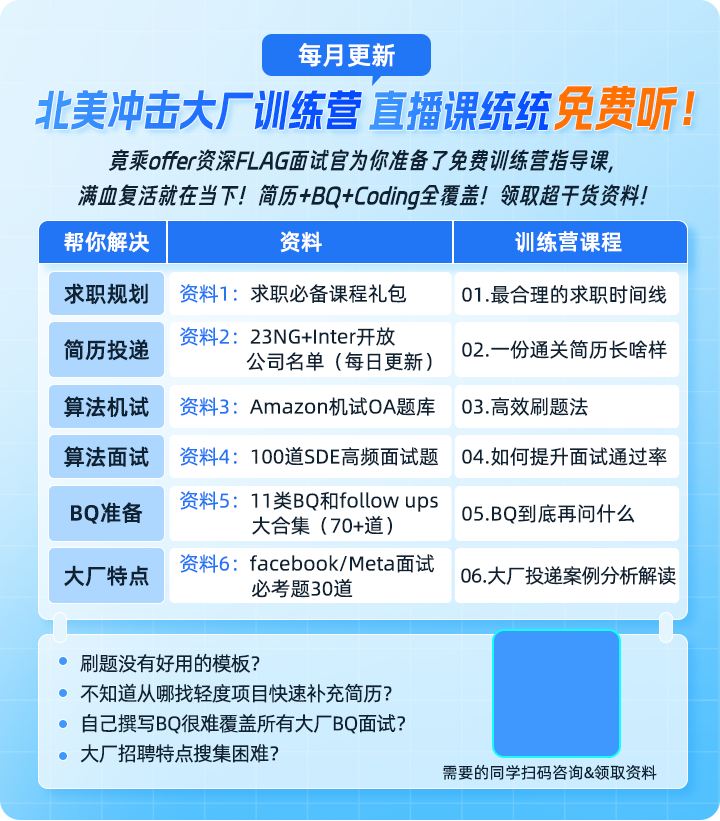 每月更新
北美冲击大厂训练营 直播课统统免费听！
竟乘offer资深FLAG面试官为你准备了免费训练营指导课，
满血复活就在当下！简历+BQ+Coding全覆盖！领取超干货资料！
帮你解决 资料 训练营课程
求职规划 资料1：求职必备课程礼包 01.最合理的求职时间线
简历投递 资料2：23NG+Inter开放
公司名单（每日更新） 02.一份通关简历长啥样
算法机试 资料3：Amazon机试OA题库 03.高效刷题法
算法面试 资料4：100道SDE高频面试题 04.如何提升面试通过率
BQ准备 资料5：11类BQ和follow ups
大合集（70+道） 05.BQ到底再问什么
大厂特点 资料6：facebook/Meta面试
必考题30道 06.大厂投递案例分析解读
刷题没有好用的模板？
不知道从哪找轻度项目快速补充简历？
自己撰写BQ很难覆盖所有大厂BQ面试？
大厂招聘特点搜集困难？
需要的同学扫码咨询&领取资料